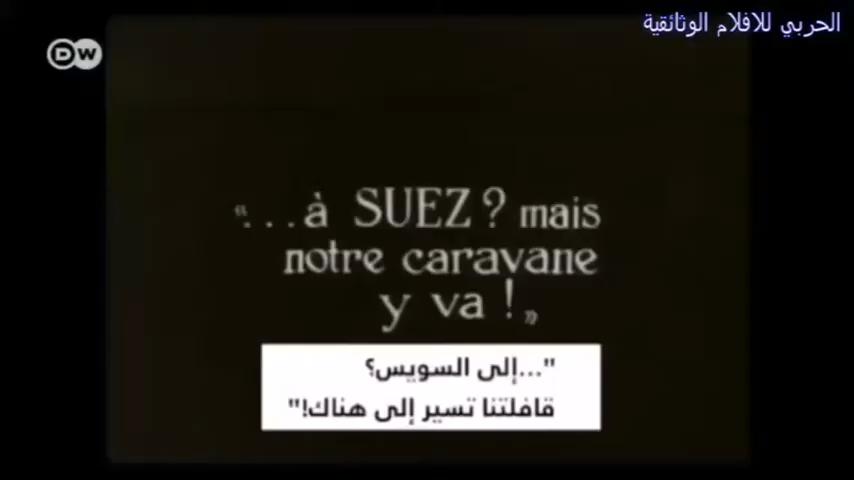 الحربي للافلام الوثائقية
DW
“...à SUEZ ? mais
notre caravane
y va ! „
"...إلى السويس؟
قافلتنا تسير إلى هناك!"